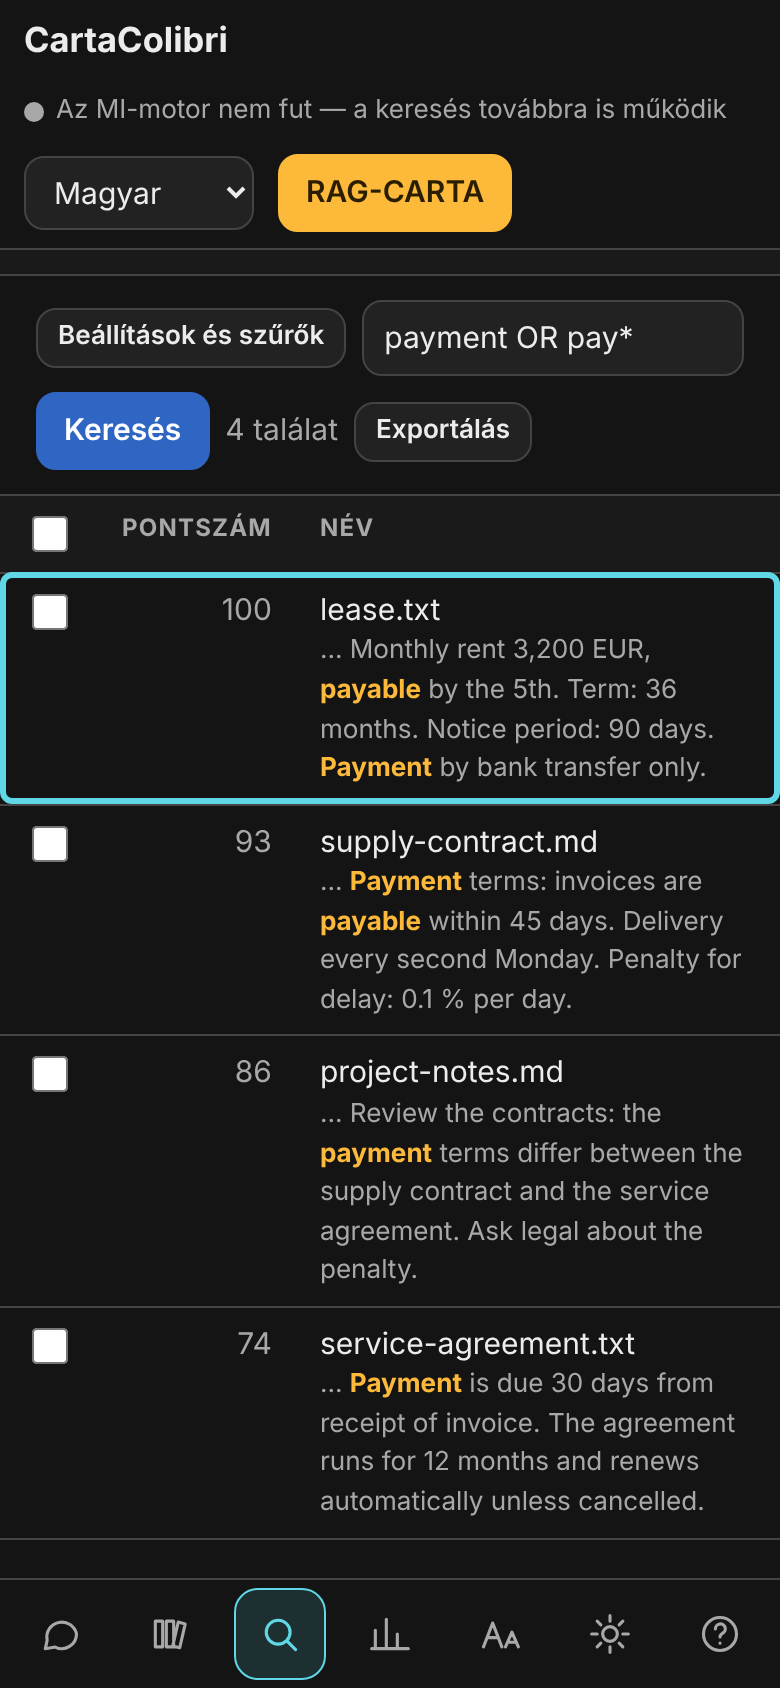 CartaColibri
Az MI-motor nem fut — a keresés továbbra is működik
Magyar
RAG-CARTA
Beállítások és szűrők
payment OR pay*
Keresés
4 találat
Exportálás
PONTSZÁM NÉV
100 lease.txt
... Monthly rent 3,200 EUR,
payable by the 5th. Term: 36
months. Notice period: 90 days.
Payment by bank transfer only.
93 supply-contract.md
... Payment terms: invoices are
payable within 45 days. Delivery
every second Monday. Penalty for
delay: 0.1 % per day.
86 project-notes.md
... Review the contracts: the
payment terms differ between the
supply contract and the service
agreement. Ask legal about the
penalty.
74 service-agreement.txt
... Payment is due 30 days from
receipt of invoice. The agreement
runs for 12 months and renews
automatically unless cancelled.
AA